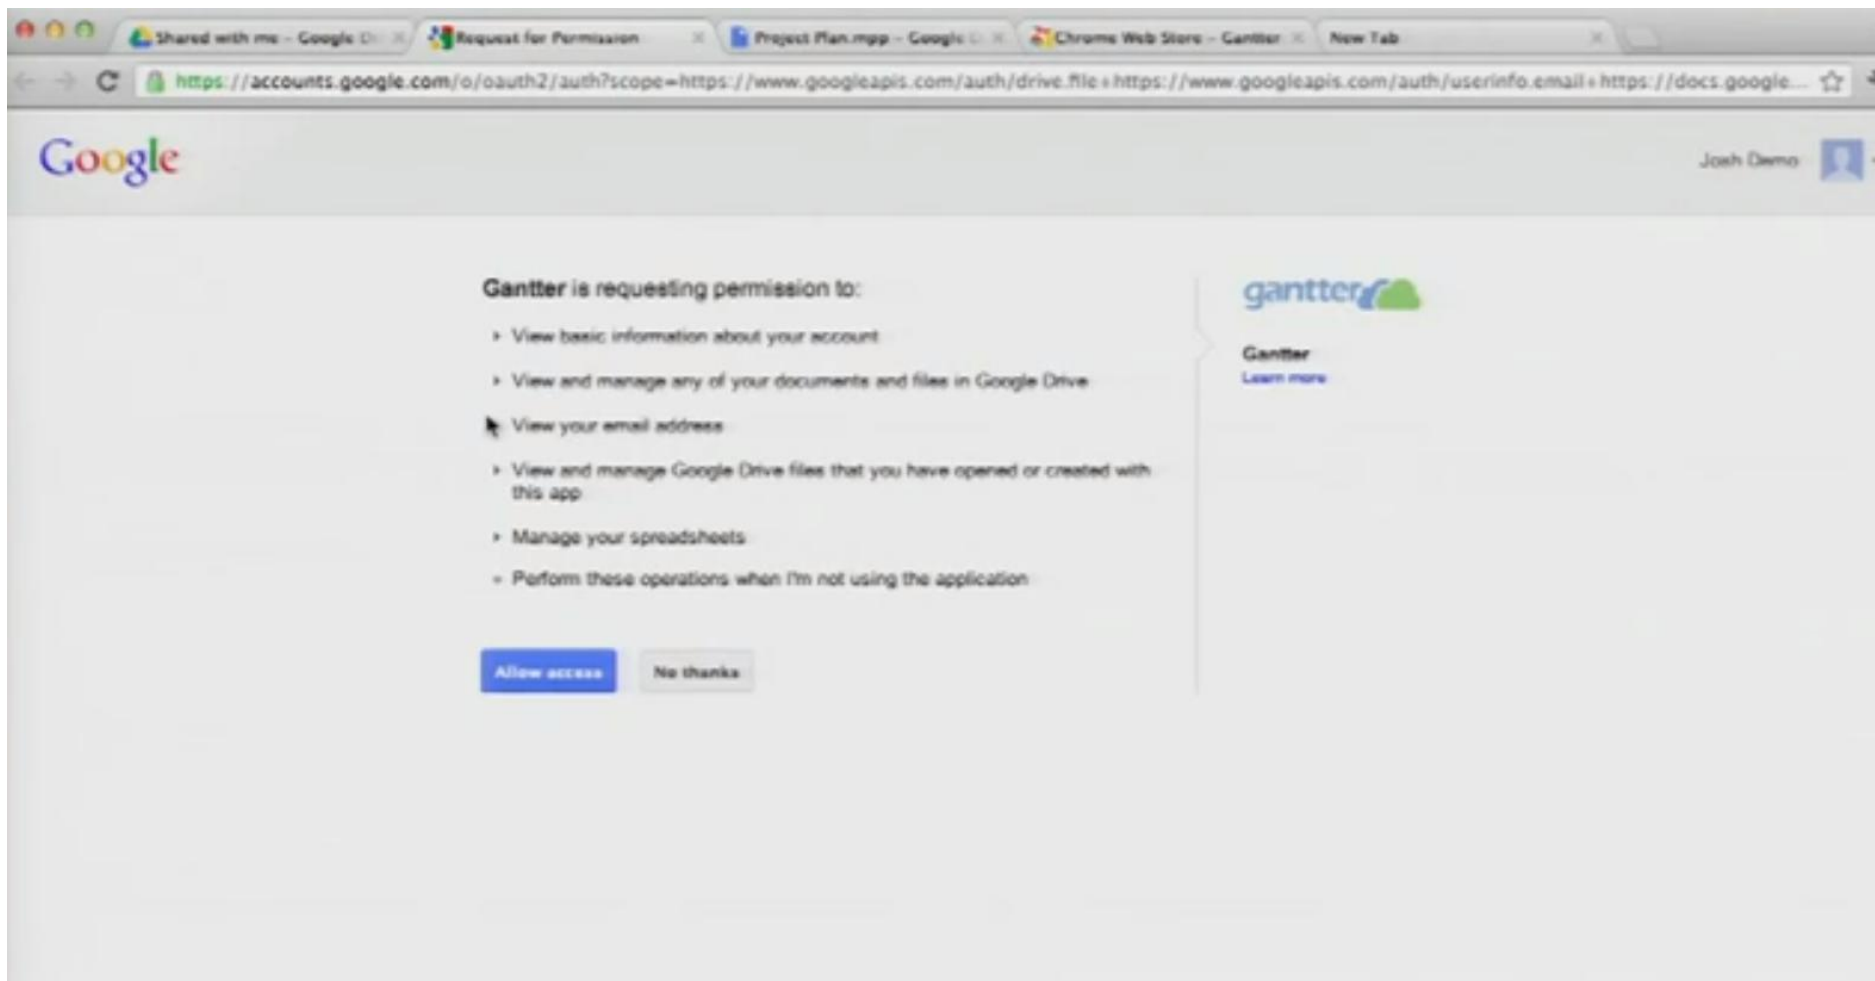 Shared with me - Google D
Request for Permission
Project Plan.mpp - Google D
Chrome Web Store - Gantter
New Tab
https://accounts.google.com/o/oauth2/auth?scope=https://www.googleapis.com/auth/drive.file+https://www.googleapis.com/auth/userinfo.email+https://docs.google...
Google
Josh Demo
Gantter is requesting permission to:
View basic information about your account
View and manage any of your documents and files in Google Drive
View your email address
View and manage Google Drive files that you have opened or created with
this app
Manage your spreadsheets
Perform these operations when I'm not using the application
Allow access
No thanks
gantter
Gantter
Learn more